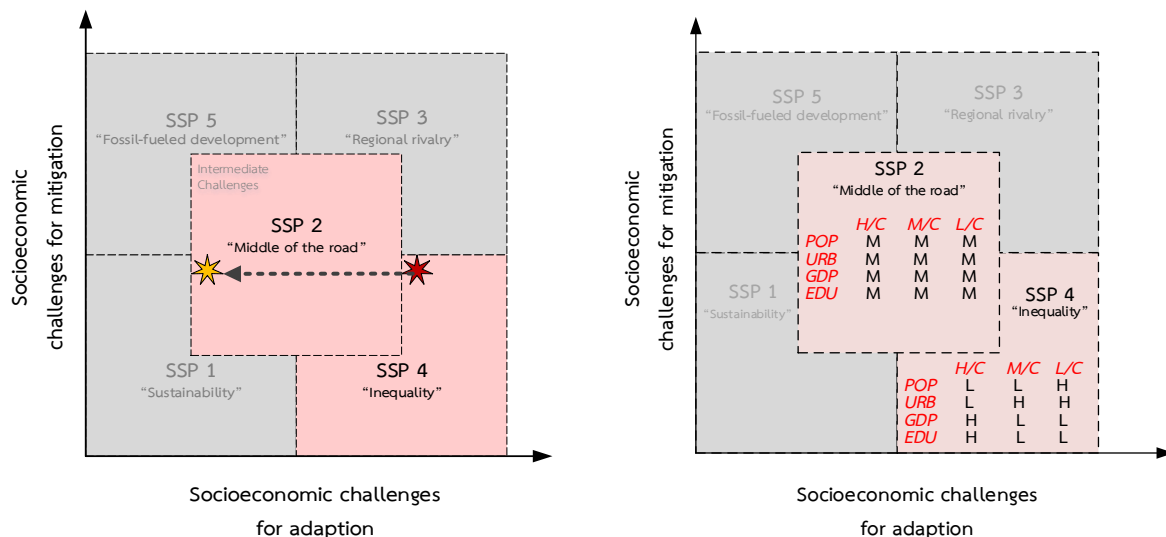 SSP 5
“Fossil-fueled development”
SSP 3
“Regional rivalry”
Intermediate
Challenges
SSP 2
“Middle of the road”
SSP 1
“Sustainability”
SSP 4
“Inequality”
Socioeconomic
challenges for mitigation
Socioeconomic challenges
for adaption
SSP 5
“Fossil-fueled development”
SSP 3
“Regional rivalry”
SSP 2
“Middle of the road”
H/C M/C L/C
POP M M M
URB M M M
GDP M M M
EDU M M M
SSP 1
“Sustainability”
SSP 4
“Inequality”
H/C M/C L/C
POP L L H
URB L H H
GDP H L L
EDU H L L
Socioeconomic
challenges for mitigation
Socioeconomic challenges
for adaption